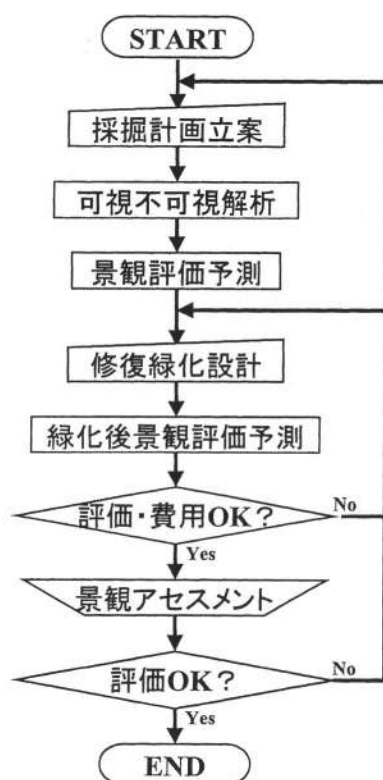 START
採掘計画立案
可視不可視解析
景観評価予測
修復緑化設計
緑化後景観評価予測
評価・費用OK？
No
Yes
景観アセスメント
評価OK？
No
Yes
END